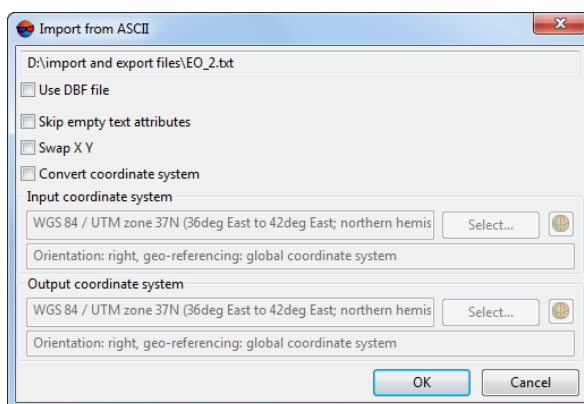 Import from ASCII
D:\import and export files\EO_2.txt
Use DBF file
Skip empty text attributes
Swap X Y
Convert coordinate system
Input coordinate system
WGS 84 / UTM zone 37N (36deg East to 42deg East; northern hemis
Select...
Orientation: right, geo-referencing: global coordinate system
Output coordinate system
WGS 84 / UTM zone 37N (36deg East to 42deg East; northern hemis
Select...
Orientation: right, geo-referencing: global coordinate system
OK
Cancel